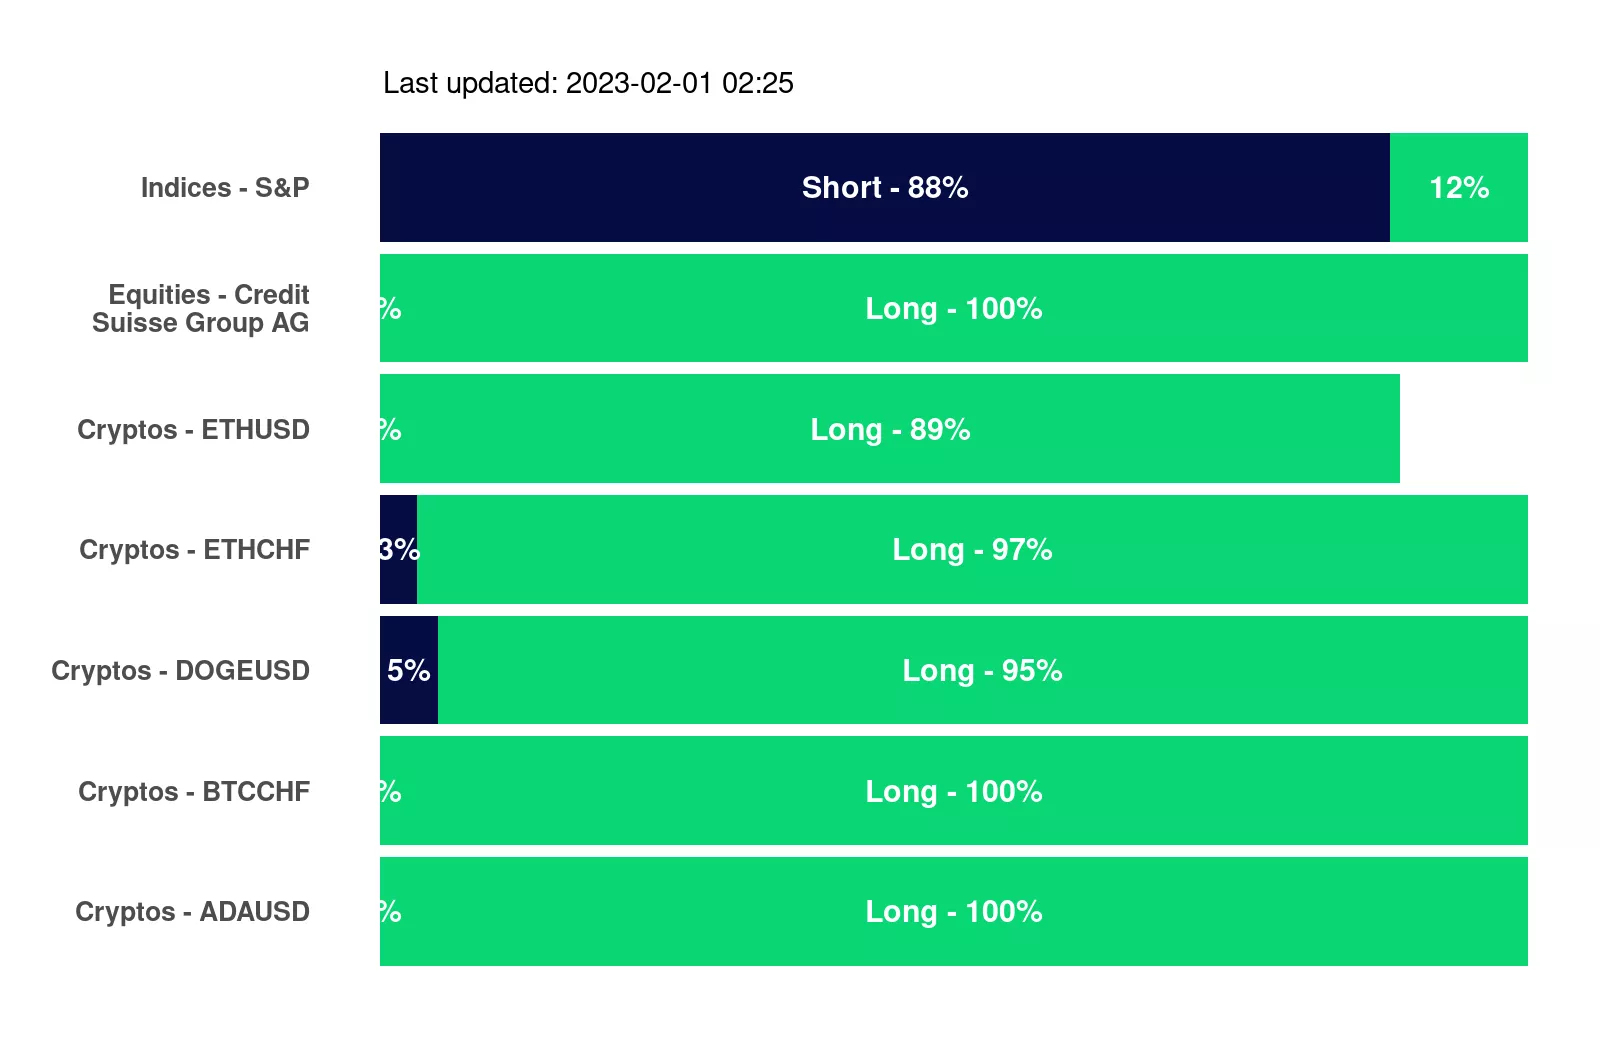 Last updated: 2023-02-01 02:25
Indices - S&P
Short - 88%
12%
Equities - Credit
Suisse Group AG
%
Long - 100%
Cryptos - ETHUSD
%
Long - 89%
Cryptos - ETHCHF
3%
Long - 97%
Cryptos - DOGEUSD
5%
Long - 95%
Cryptos - BTCCHF
%
Long - 100%
Cryptos - ADAUSD
%
Long - 100%